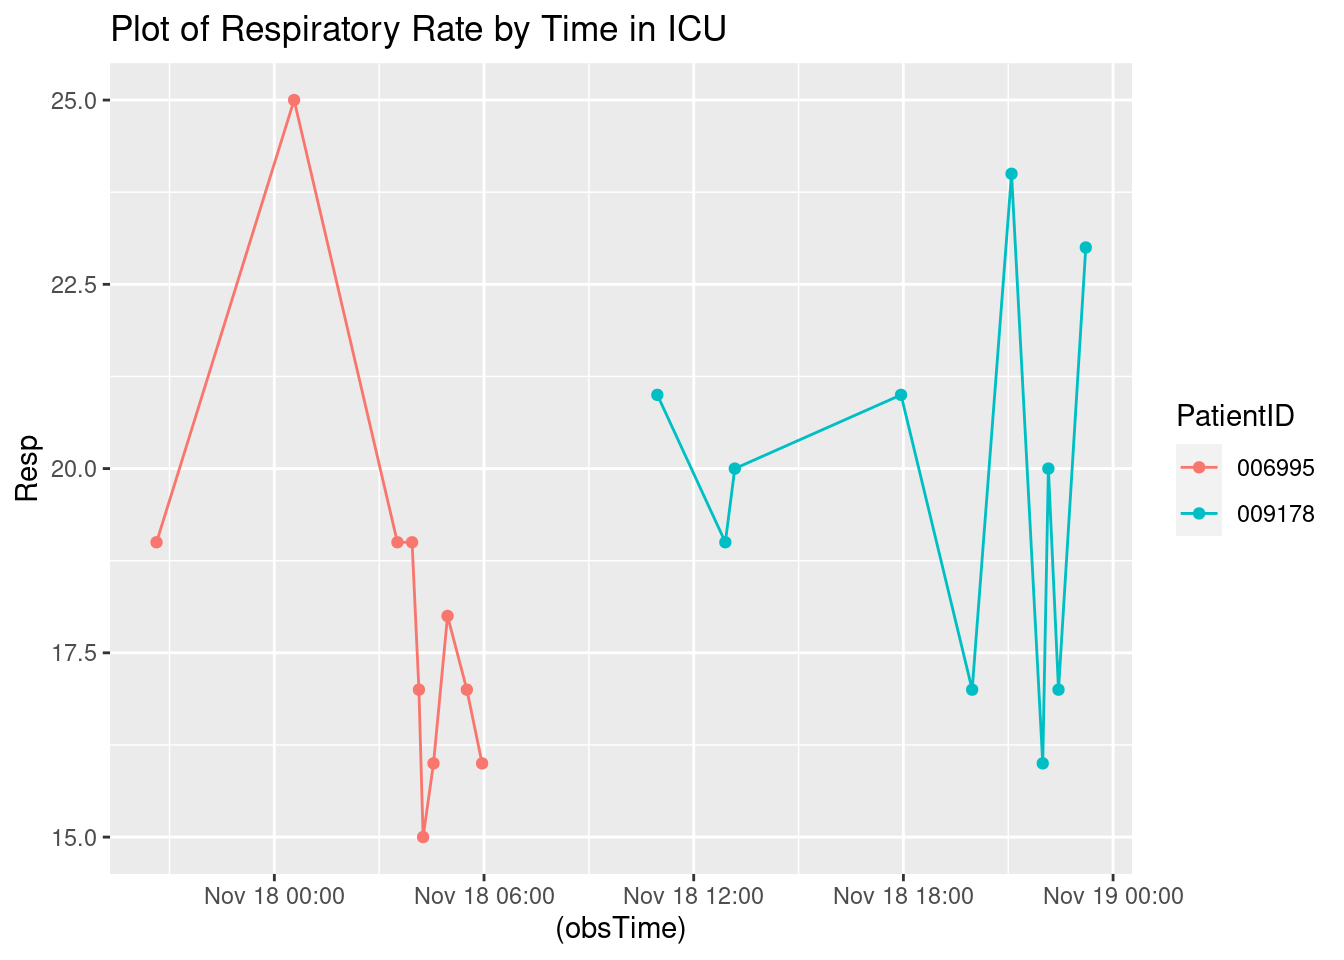 Plot of Respiratory Rate by Time in ICU
25.0
22.5
20.0
17.5
15.0
Resp
Nov 18 00:00 Nov 18 06:00 Nov 18 12:00 Nov 18 18:00 Nov 19 00:00
(obsTime)
PatientID
006995
009178